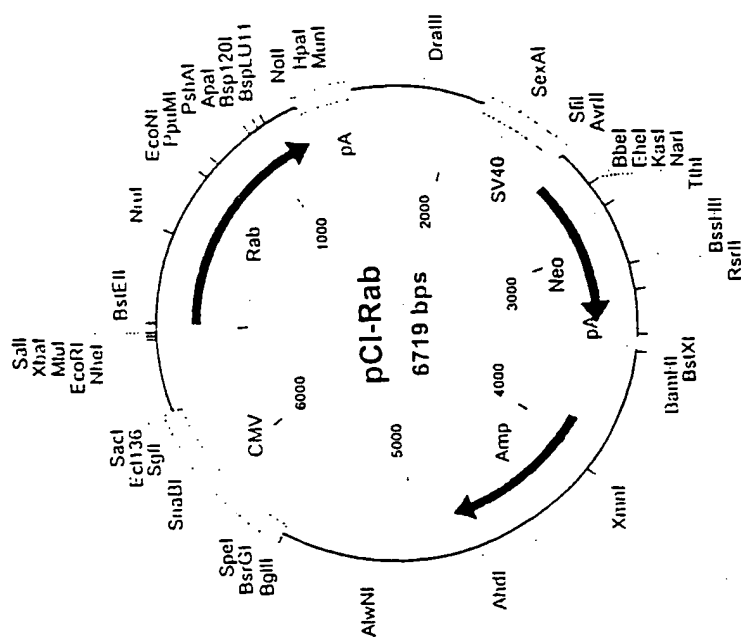 SalI
XbaI
MluI
EcoRI
NheI
BstEII
NruI
EcoNI
PpuMI
PshAI
ApaI
Bsp120I
BspLU11
NotI
HpaI
MunI
DraIII
SexAI
SfiI
AvrII
BbeI
EheI
KasI
NarI
TthI
BssHII
RsrII
BstXI
BamHI
XmnI
AhdI
AlwNI
BglII
BsrGI
SpeI
SnaBI
SgfI
Ecl136
SacI
Rab
pA
SV40
Neo
pA
Amp
CMV
1000
2000
3000
4000
5000
6000
pCI-Rab
6719 bps